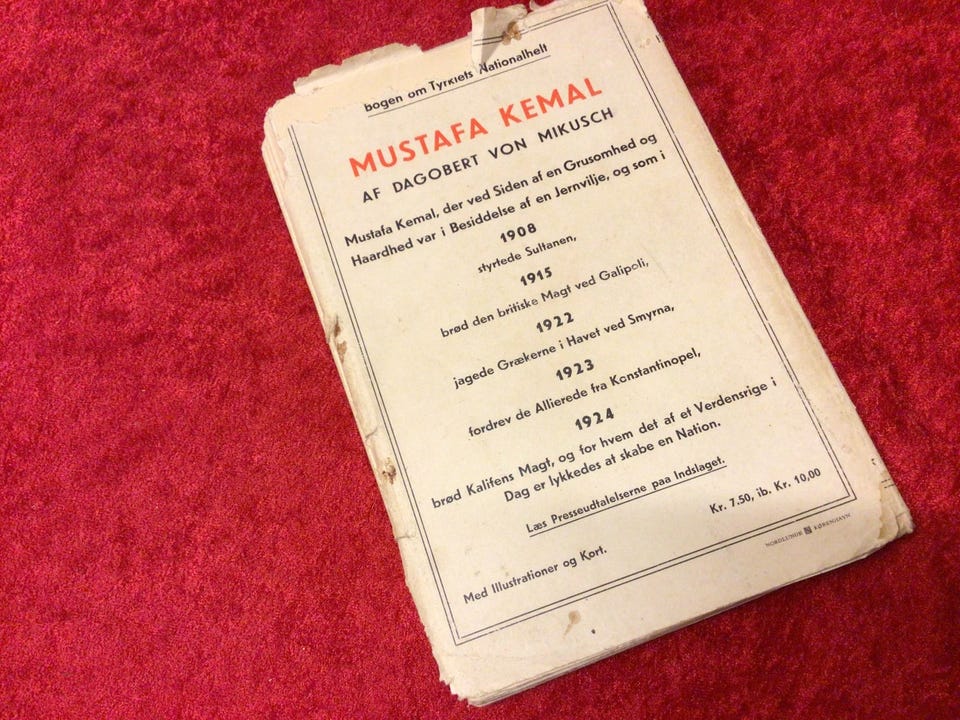 bogen om Tyrkiets Nationalhelt
MUSTAFA KEMAL
AF DAGOBERT VON MIKUSCH
Mustafa Kemal, der ved Siden af en Grusomhed og
Haardhed var i Besiddelse af en Jernvilje, og som i
1908
styrtede Sultanen,
1915
brød den britiske Magt ved Galipoli,
1922
jagede Grækerne i Havet ved Smyrna,
1923
fordrev de Allierede fra Konstantinopel,
1924
brød Kalifens Magt, og for hvem det af et Verdensrige i
Dag er lykkedes at skabe en Nation.
Læs Presseudtalelserne paa Indslaget.
Kr. 7.50, ib. Kr. 10,00
Med Illustrationer og Kort.
NORDLUNDE KØBENHAVN